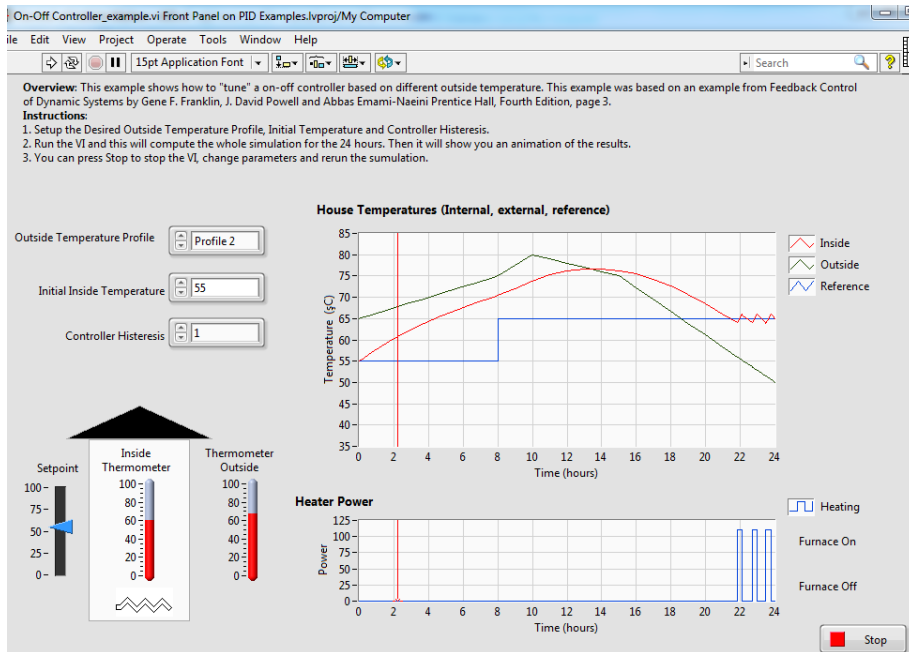 On-Off Controller_example.vi Front Panel on PID Examples.lvproj/My Computer
ile Edit View Project Operate Tools Window Help
15pt Application Font
Search
Overview: This example shows how to "tune" a on-off controller based on different outside temperature. This example was based on an example from Feedback Control
of Dynamic Systems by Gene F. Franklin, J. David Powell and Abbas Emami-Naeini Prentice Hall, Fourth Edition, page 3.
Instructions:
1. Setup the Desired Outside Temperature Profile, Initial Temperature and Controller Histeresis.
2. Run the VI and this will compute the whole simulation for the 24 hours. Then it will show you an animation of the results.
3. You can press Stop to stop the VI, change parameters and rerun the sumulation.
Outside Temperature Profile
Profile 2
Initial Inside Temperature
55
Controller Histeresis
1
House Temperatures (Internal, external, reference)
Temperature (şC)
85
80
75
70
65
60
55
50
45
40
35
0 2 4 6 8 10 12 14 16 18 20 22 24
Time (hours)
Inside
Outside
Reference
Setpoint
100
75
50
25
0
Inside
Thermometer
100
80
60
40
20
0
Thermometer
Outside
100
80
60
40
20
0
Heater Power
Power
125
100
75
50
25
0
0 2 4 6 8 10 12 14 16 18 20 22 24
Time (hours)
Heating
Furnace On
Furnace Off
Stop